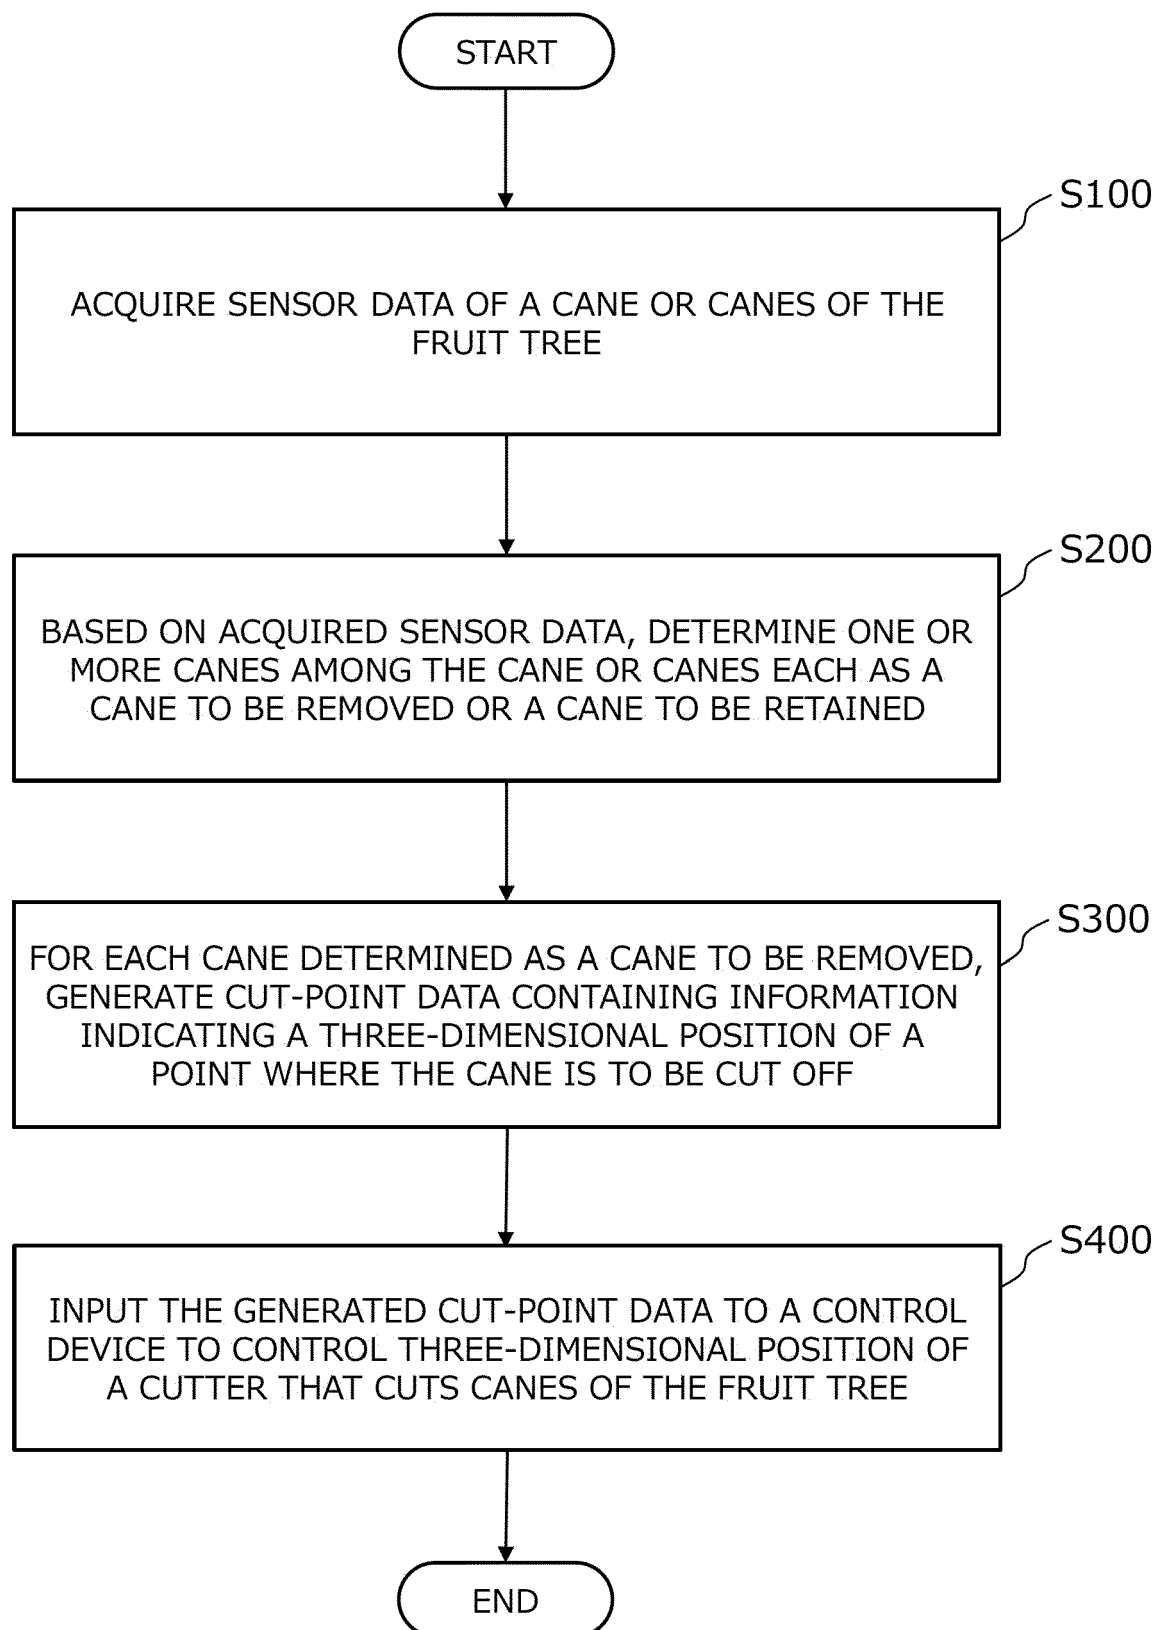 START
S100
ACQUIRE SENSOR DATA OF A CANE OR CANES OF THE
FRUIT TREE
S200
BASED ON ACQUIRED SENSOR DATA, DETERMINE ONE OR
MORE CANES AMONG THE CANE OR CANES EACH AS A
CANE TO BE REMOVED OR A CANE TO BE RETAINED
S300
FOR EACH CANE DETERMINED AS A CANE TO BE REMOVED,
GENERATE CUT-POINT DATA CONTAINING INFORMATION
INDICATING A THREE-DIMENSIONAL POSITION OF A
POINT WHERE THE CANE IS TO BE CUT OFF
S400
INPUT THE GENERATED CUT-POINT DATA TO A CONTROL
DEVICE TO CONTROL THREE-DIMENSIONAL POSITION OF
A CUTTER THAT CUTS CANES OF THE FRUIT TREE
END